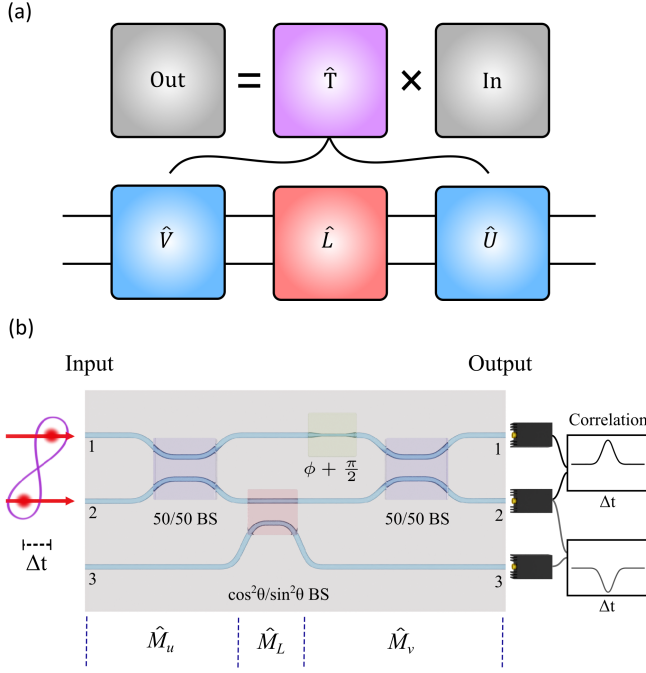 (a)
Out = T̂ × In
V̂ L̂ Û
(b)
Input Output
Correlation
1 1
ϕ + π/2
Δt
2 50/50 BS 50/50 BS 2
Δt
3 3
Δt
cos²θ/sin²θ BS
M̂u M̂L M̂v